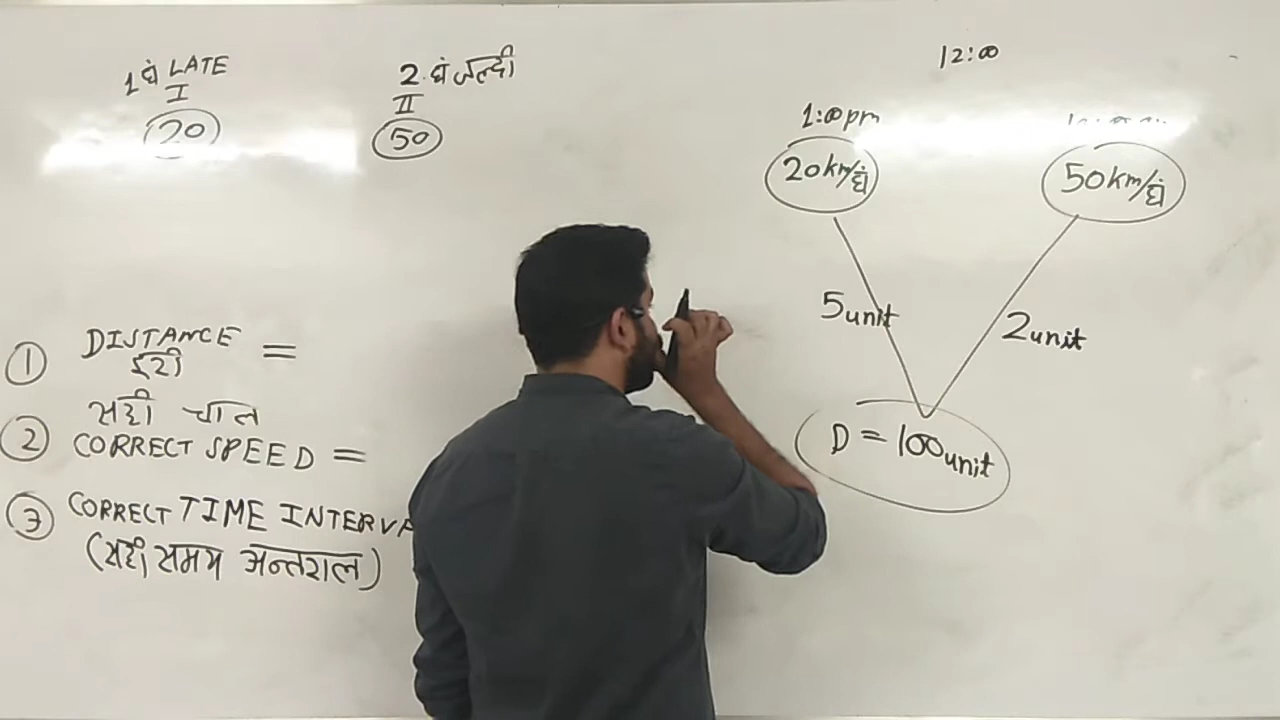 1 घं LATE
I
20
2 घं जल्दी
II
50
12:00
1:00pm
20km/घं
50km/घं
5unit
2unit
D = 100unit
① DISTANCE =
दूरी
सही चाल
② CORRECT SPEED =
③ CORRECT TIME INTERVA
(सही समय अन्तराल)